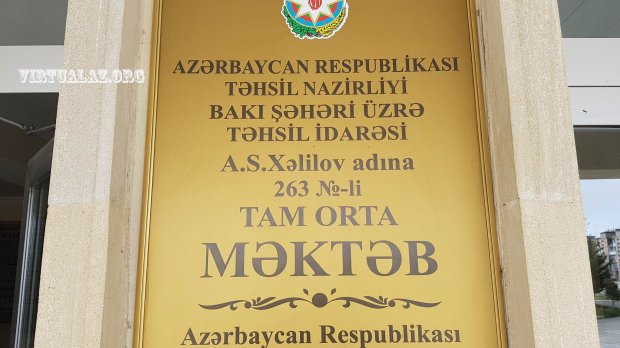 VIRTUALAZ.ORG
AZƏRBAYCAN RESPUBLİKASI
TƏHSİL NAZİRLİYİ
BAKI ŞƏHƏRİ ÜZRƏ
TƏHSİL İDARƏSİ
A.S.Xəlilov adına
263 №-li
TAM ORTA
MƏKTƏB
Azərbaycan Respublikası